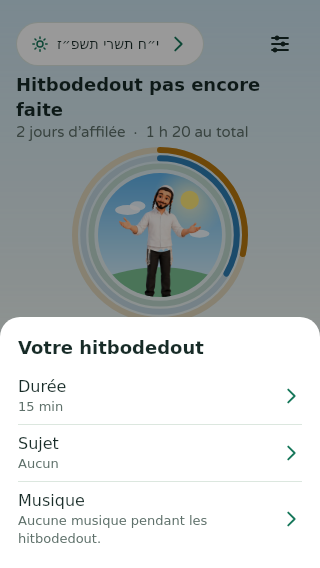 י״ח תשרי תשפ״ז
Hitbodedout pas encore
faite
2 jours d’affilée · 1 h 20 au total
Votre hitbodedout
Durée
15 min
Sujet
Aucun
Musique
Aucune musique pendant les
hitbodedout.